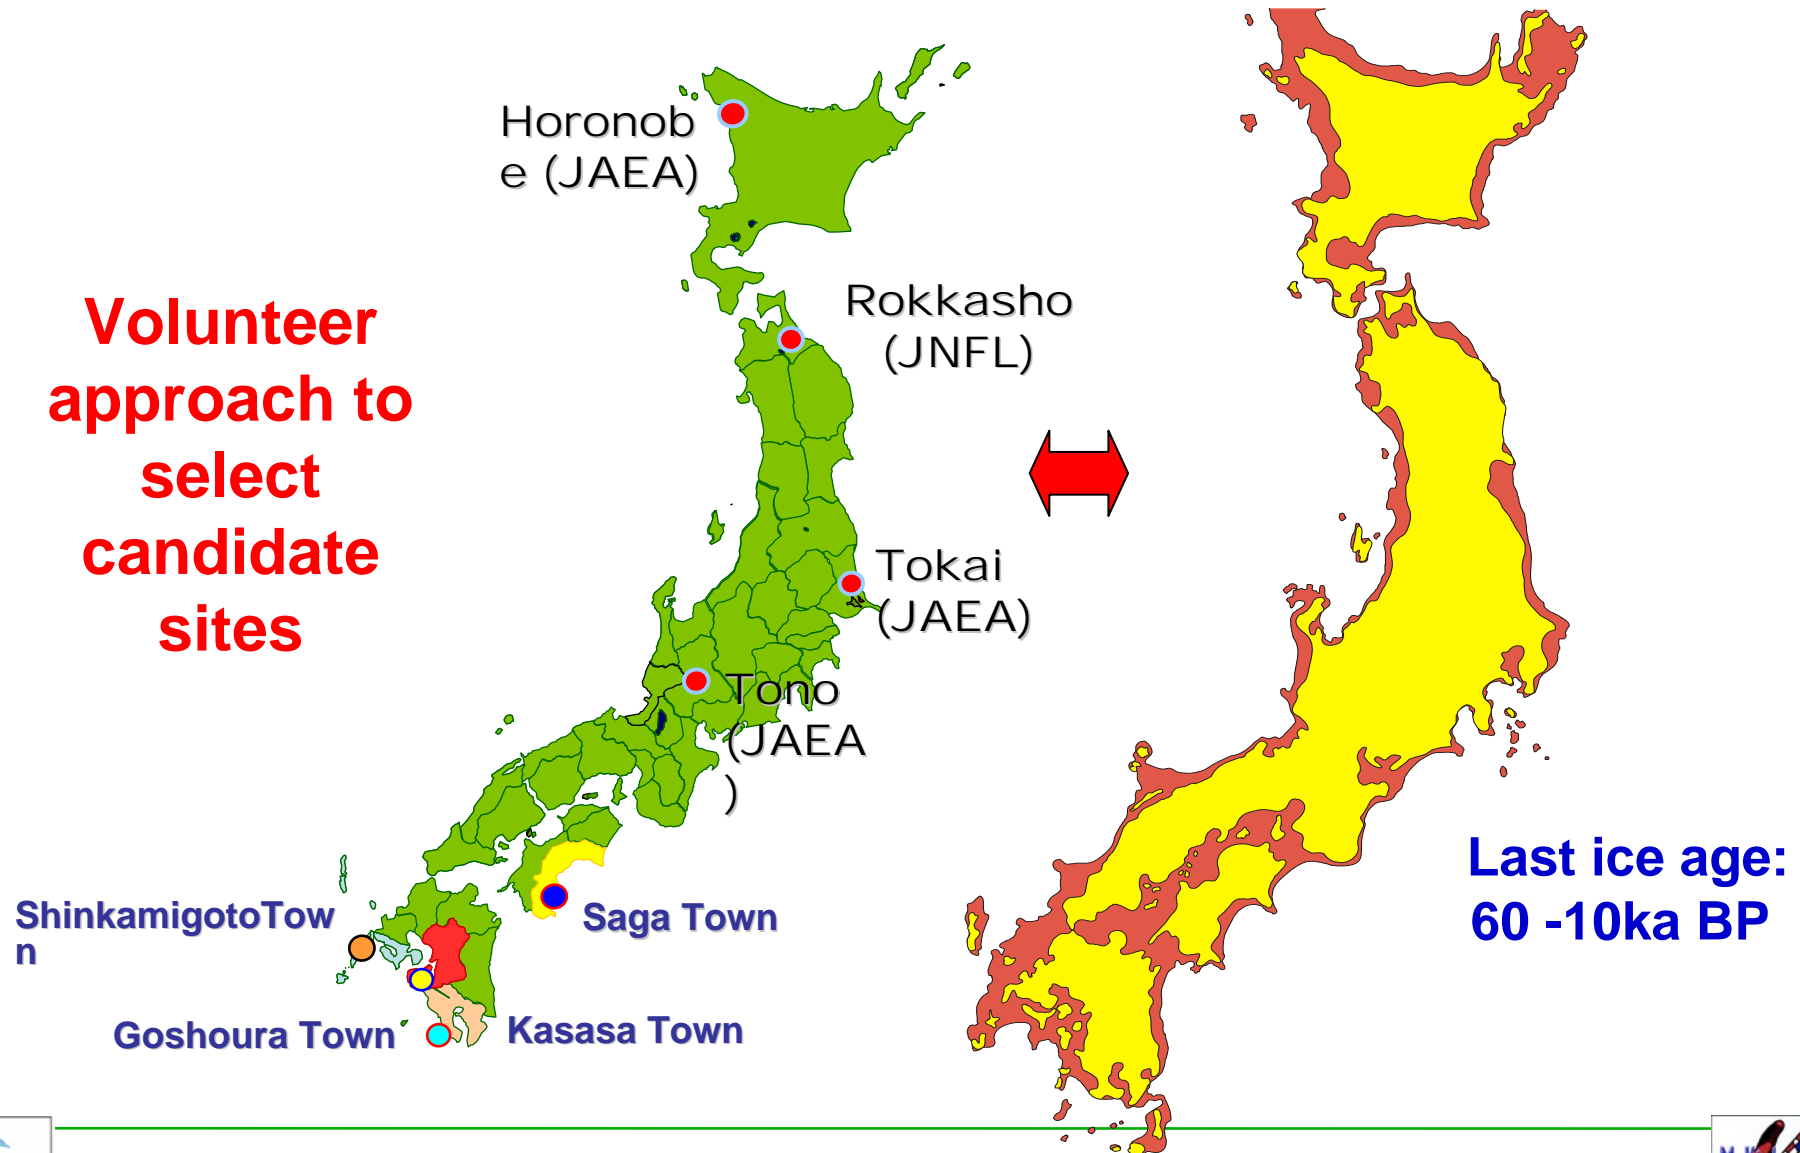 Horonob
e (JAEA)
Rokkasho
(JNFL)
Volunteer
approach to
select
candidate
sites
Tokai
(JAEA)
Tono
(JAEA
)
Last ice age:
60 -10ka BP
ShinkamigotoTow
n
Saga Town
Goshoura Town
Kasasa Town